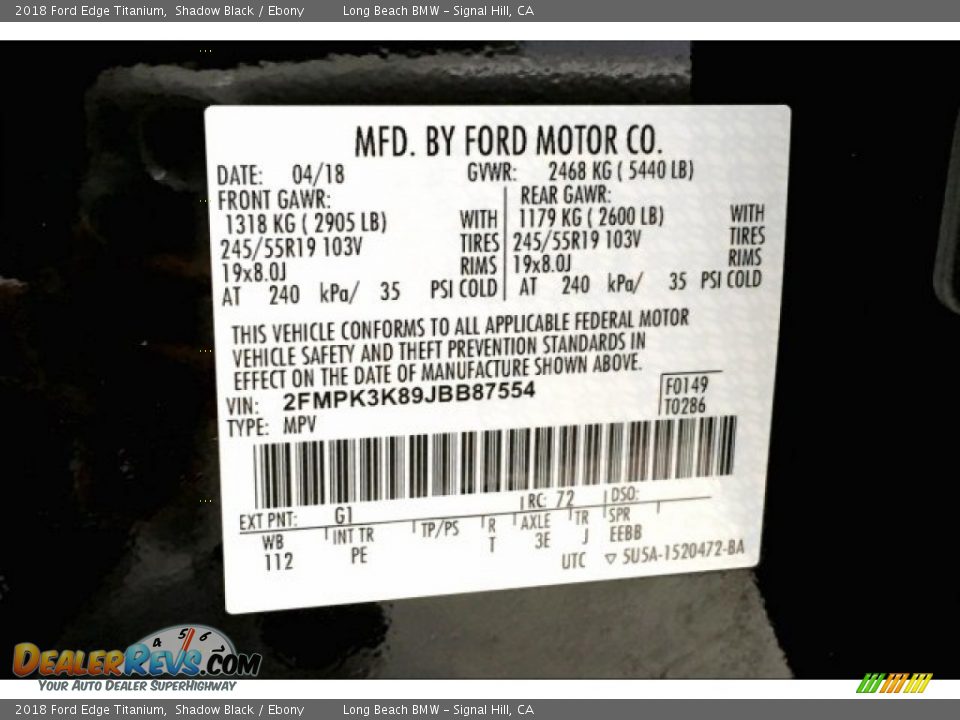 2018 Ford Edge Titanium, Shadow Black / Ebony Long Beach BMW - Signal Hill, CA
MFD. BY FORD MOTOR CO.
DATE: 04/18 GVWR: 2468 KG ( 5440 LB)
FRONT GAWR: REAR GAWR:
1318 KG ( 2905 LB) WITH 1179 KG ( 2600 LB) WITH
245/55R19 103V TIRES 245/55R19 103V TIRES
19x8.0J RIMS 19x8.0J RIMS
AT 240 kPa/ 35 PSI COLD AT 240 kPa/ 35 PSI COLD
THIS VEHICLE CONFORMS TO ALL APPLICABLE FEDERAL MOTOR
VEHICLE SAFETY AND THEFT PREVENTION STANDARDS IN
EFFECT ON THE DATE OF MANUFACTURE SHOWN ABOVE.
VIN: 2FMPK3K89JBB87554 F0149
TYPE: MPV T0286
EXT PNT: G1 RC: 72 DSO:
WB INT TR TP/PS R AXLE TR SPR
112 PE T 3E J EEBB
UTC ▽ 5U5A-1520472-BA
4 5 6
DEALERREVS.COM
YOUR AUTO DEALER SUPERHIGHWAY
2018 Ford Edge Titanium, Shadow Black / Ebony Long Beach BMW - Signal Hill, CA